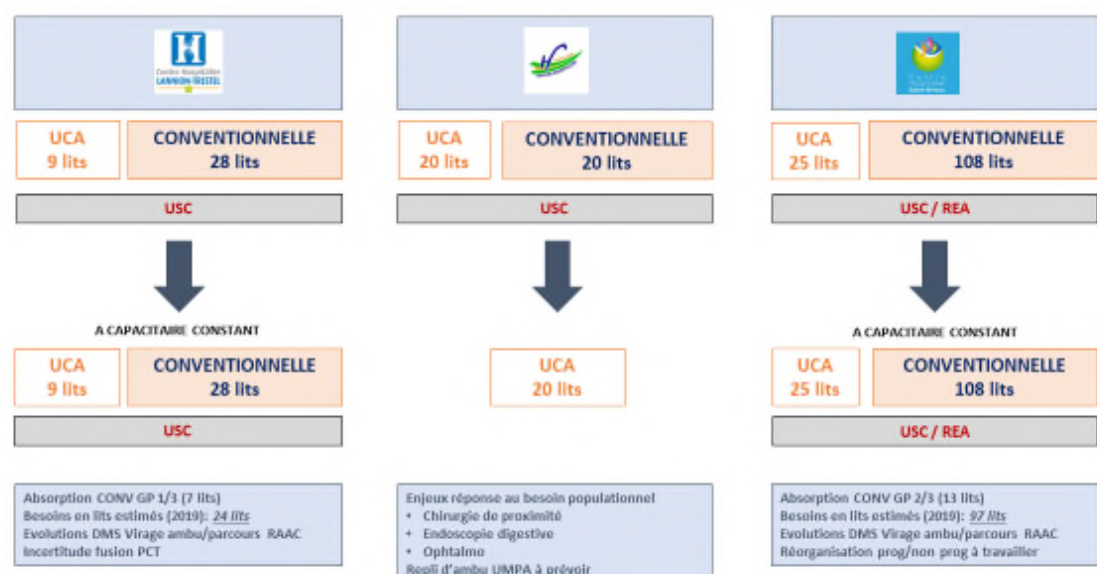 H
Centre Hospitalier
LANNION-TRESTEL
UCA
9 lits
CONVENTIONNELLE
28 lits
USC
A CAPACITAIRE CONSTANT
UCA
9 lits
CONVENTIONNELLE
28 lits
USC
Absorption CONV GP 1/3 (7 lits)
Besoins en lits estimés (2019): 24 lits
Evolutions DMS Virage ambu/parcours RAAC
Incertitude fusion PCT
UCA
20 lits
CONVENTIONNELLE
20 lits
USC
UCA
20 lits
Enjeux réponse au besoin populationnel
• Chirurgie de proximité
• Endoscopie digestive
• Ophtalmo
Repli d'ambu UMPA à prévoir
UCA
25 lits
CONVENTIONNELLE
108 lits
USC / REA
A CAPACITAIRE CONSTANT
UCA
25 lits
CONVENTIONNELLE
108 lits
USC / REA
Absorption CONV GP 2/3 (13 lits)
Besoins en lits estimés (2019): 97 lits
Evolutions DMS Virage ambu/parcours RAAC
Réorganisation prog/non prog à travailler